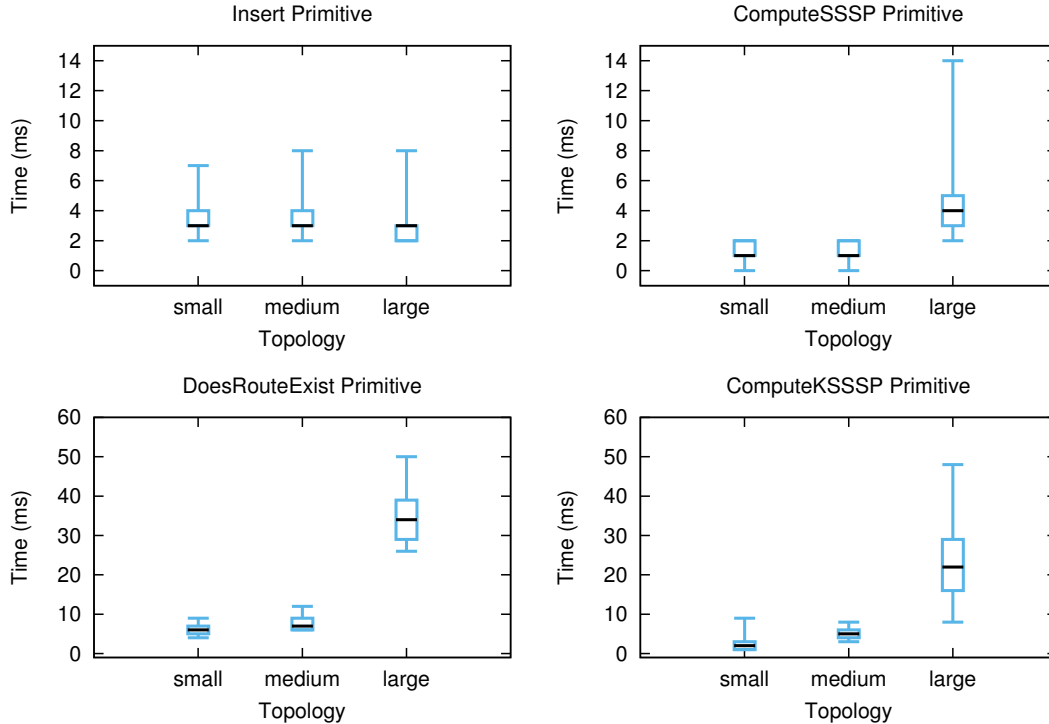 Insert Primitive
Time (ms)
14
12
10
8
6
4
2
0
small medium large
Topology
ComputeSSSP Primitive
Time (ms)
14
12
10
8
6
4
2
0
small medium large
Topology
DoesRouteExist Primitive
Time (ms)
60
50
40
30
20
10
0
small medium large
Topology
ComputeKSSSP Primitive
Time (ms)
60
50
40
30
20
10
0
small medium large
Topology